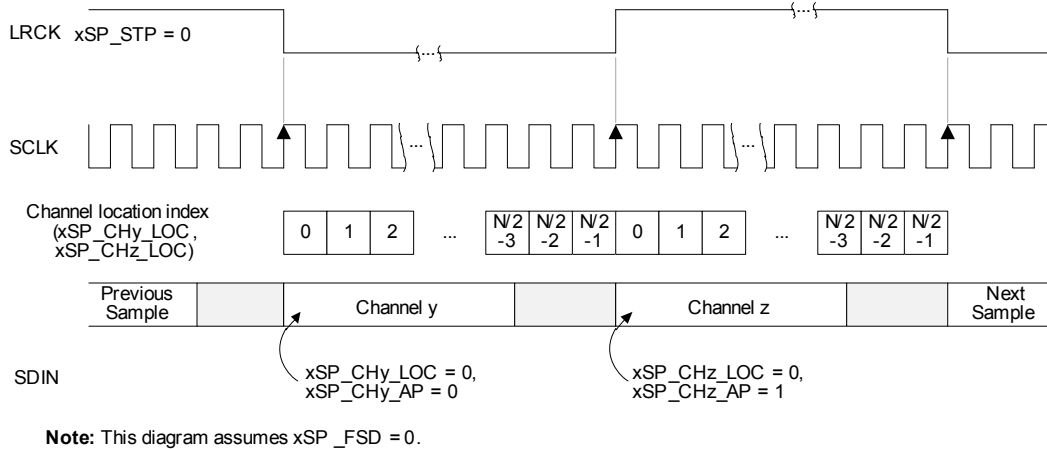 LRCK xSP_STP = 0
...
...
SCLK
...
...
Channel location index
(xSP_CHy_LOC,
xSP_CHz_LOC)
0 1 2 ... N/2-3 N/2-2 N/2-1 0 1 2 ... N/2-3 N/2-2 N/2-1
Previous
Sample
Channel y
Channel z
Next
Sample
SDIN
xSP_CHy_LOC = 0,
xSP_CHy_AP = 0
xSP_CHz_LOC = 0,
xSP_CHz_AP = 1
Note: This diagram assumes xSP _FSD = 0.